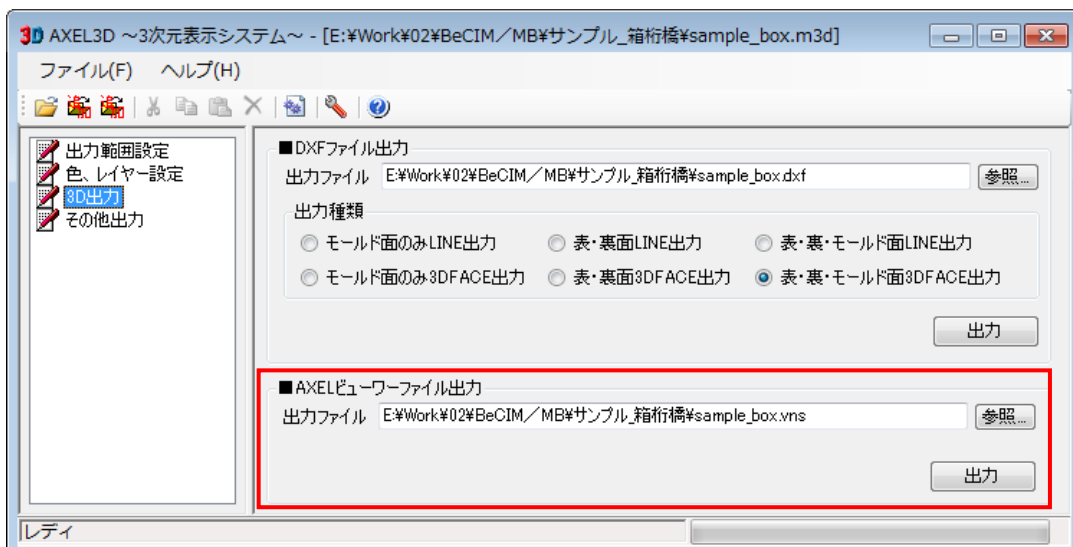 3D AXEL3D ～3次元表示システム～ - [E:¥Work¥02¥BeCIM／MB¥サンプル_箱桁橋¥sample_box.m3d]
ファイル(F) ヘルプ(H)
出力範囲設定
色、レイヤー設定
3D出力
その他出力
■DXFファイル出力
出力ファイル E:¥Work¥02¥BeCIM／MB¥サンプル_箱桁橋¥sample_box.dxf 参照...
出力種類
モールド面のみLINE出力 表・裏面LINE出力 表・裏・モールド面LINE出力
モールド面のみ3DFACE出力 表・裏面3DFACE出力 表・裏・モールド面3DFACE出力
出力
■AXELビューワーファイル出力
出力ファイル E:¥Work¥02¥BeCIM／MB¥サンプル_箱桁橋¥sample_box.vns 参照...
出力
レディ